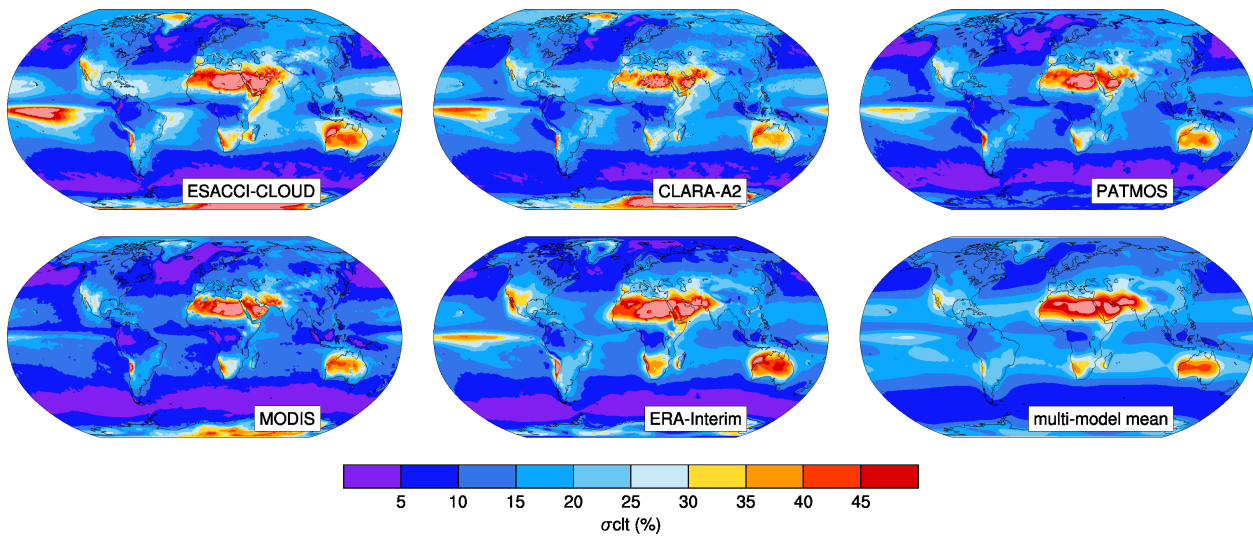 ESACCI-CLOUD
CLARA-A2
PATMOS
MODIS
ERA-Interim
multi-model mean
5 10 15 20 25 30 35 40 45
σclt (%)